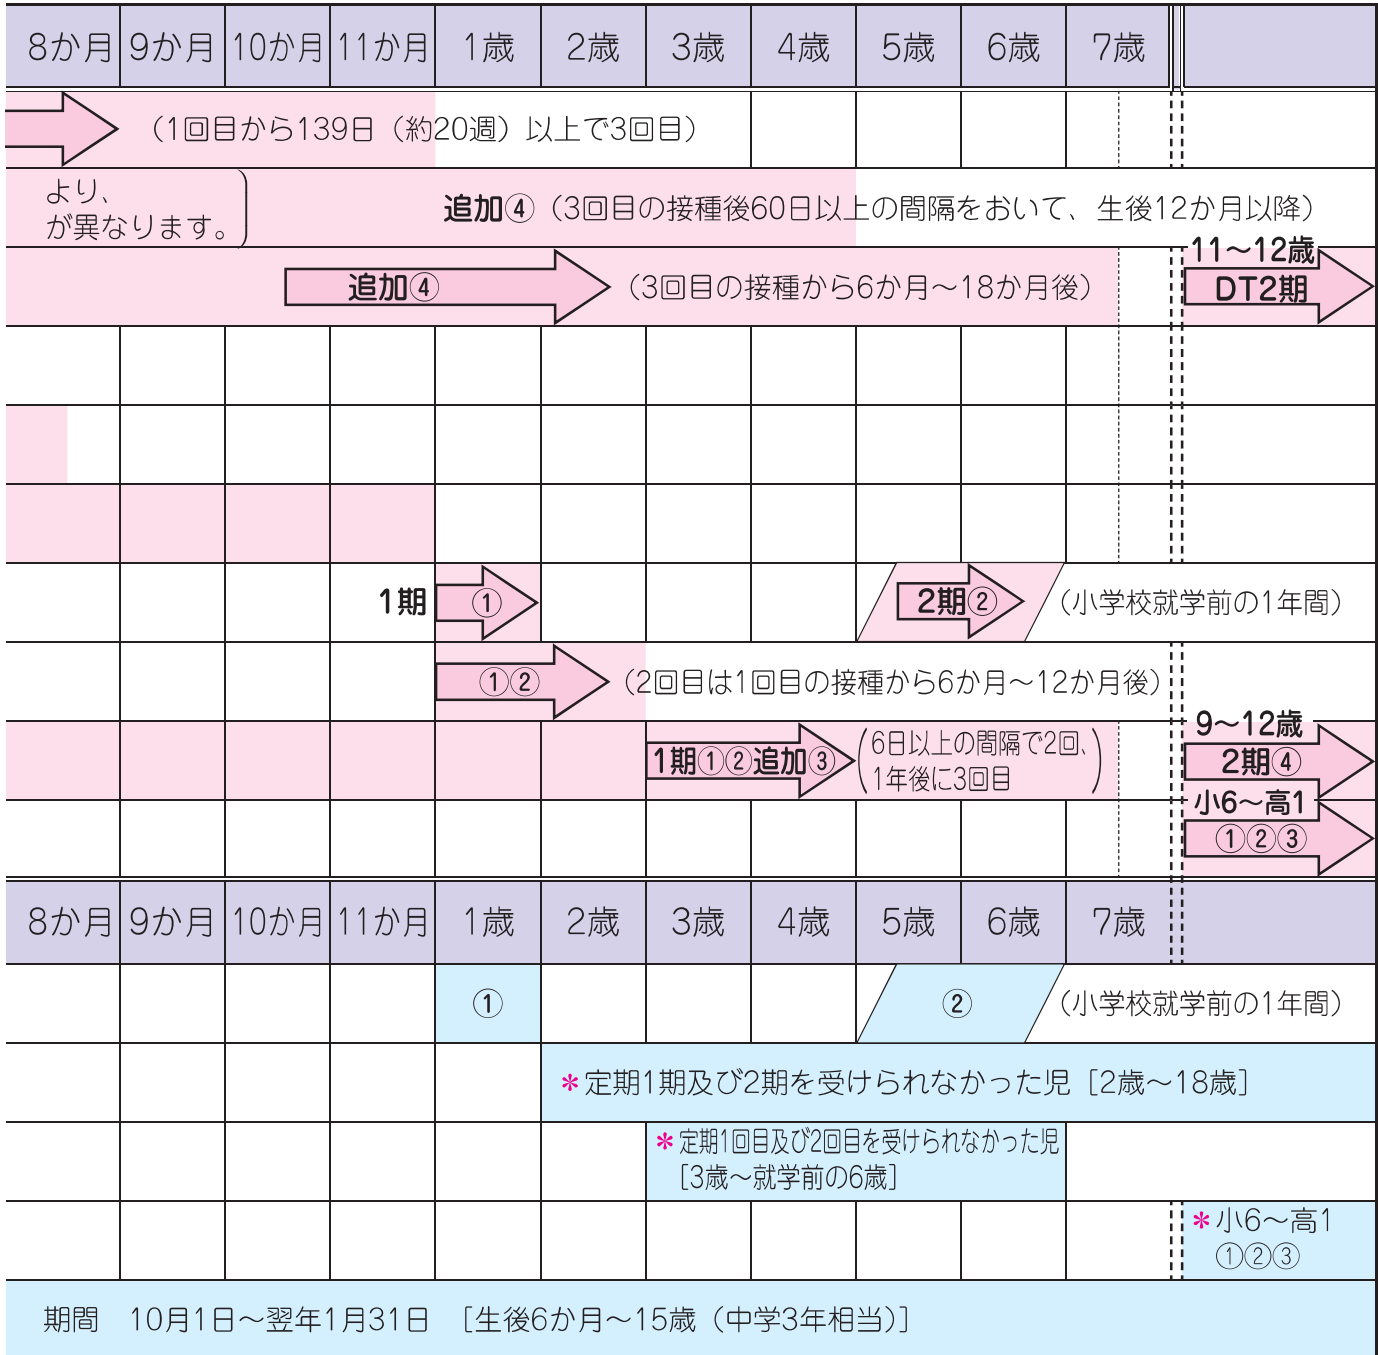 8か月 9か月 10か月 11か月 1歳 2歳 3歳 4歳 5歳 6歳 7歳
（1回目から139日（約20週）以上で3回目）
より、
が異なります。
追加④（3回目の接種後60日以上の間隔をおいて、生後12か月以降）
11～12歳
追加④ （3回目の接種から6か月～18か月後） DT2期
1期 ① 2期② （小学校就学前の1年間）
①② （2回目は1回目の接種から6か月～12か月後）
9～12歳
1期①②追加③ （6日以上の間隔で2回、
1年後に3回目）
2期④
小6～高1
①②③
8か月 9か月 10か月 11か月 1歳 2歳 3歳 4歳 5歳 6歳 7歳
① ② （小学校就学前の1年間）
＊定期1期及び2期を受けられなかった児［2歳～18歳］
＊定期1回目及び2回目を受けられなかった児
［3歳～就学前の6歳］
＊小6～高1
①②③
期間　10月1日～翌年1月31日　［生後6か月～15歳（中学3年相当）］